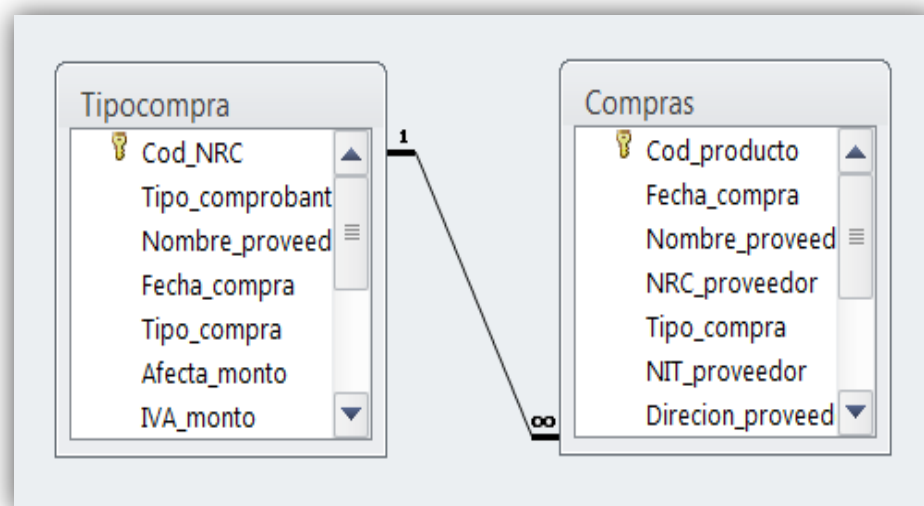 Tipocompra
Cod_NRC
Tipo_comprobant
Nombre_proveed
Fecha_compra
Tipo_compra
Afecta_monto
IVA_monto
1
∞
Compras
Cod_producto
Fecha_compra
Nombre_proveed
NRC_proveedor
Tipo_compra
NIT_proveedor
Direcion_proveed